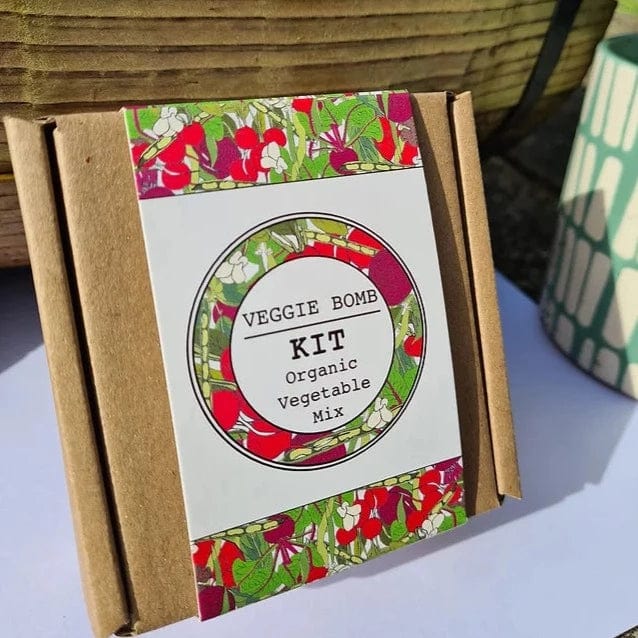 VEGGIE BOMB
KIT
Organic
Vegetable
Mix